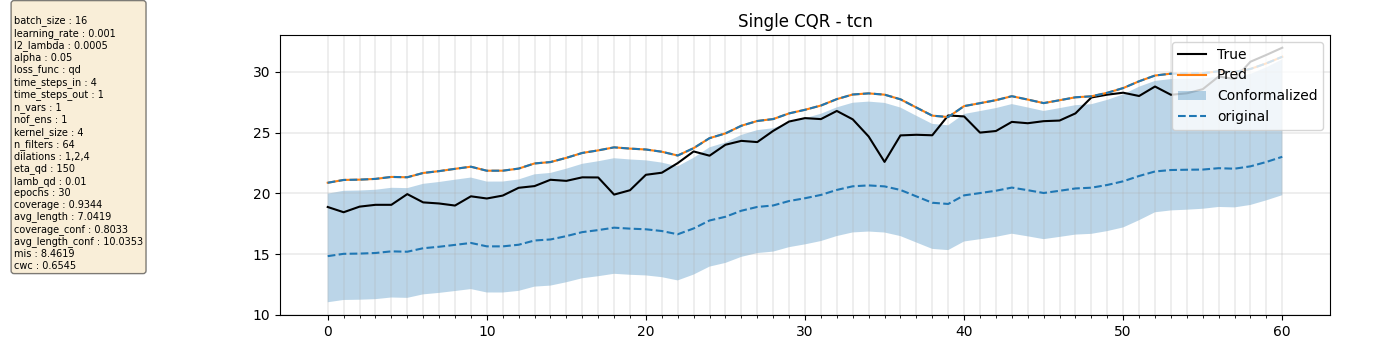 batch_size : 16
learning_rate : 0.001
l2_lambda : 0.0005
alpha : 0.05
loss_func : qd
time_steps_in : 4
time_steps_out : 1
n_vars : 1
nof_ens : 1
kernel_size : 4
n_filters : 64
dilations : 1,2,4
eta_qd : 150
lamb_qd : 0.01
epochs : 30
coverage : 0.9344
avg_length : 7.0419
coverage_conf : 0.8033
avg_length_conf : 10.0353
mis : 8.4619
cwc : 0.6545
Single CQR - tcn
True
Pred
Conformalized
original
30
25
20
15
10
0 10 20 30 40 50 60